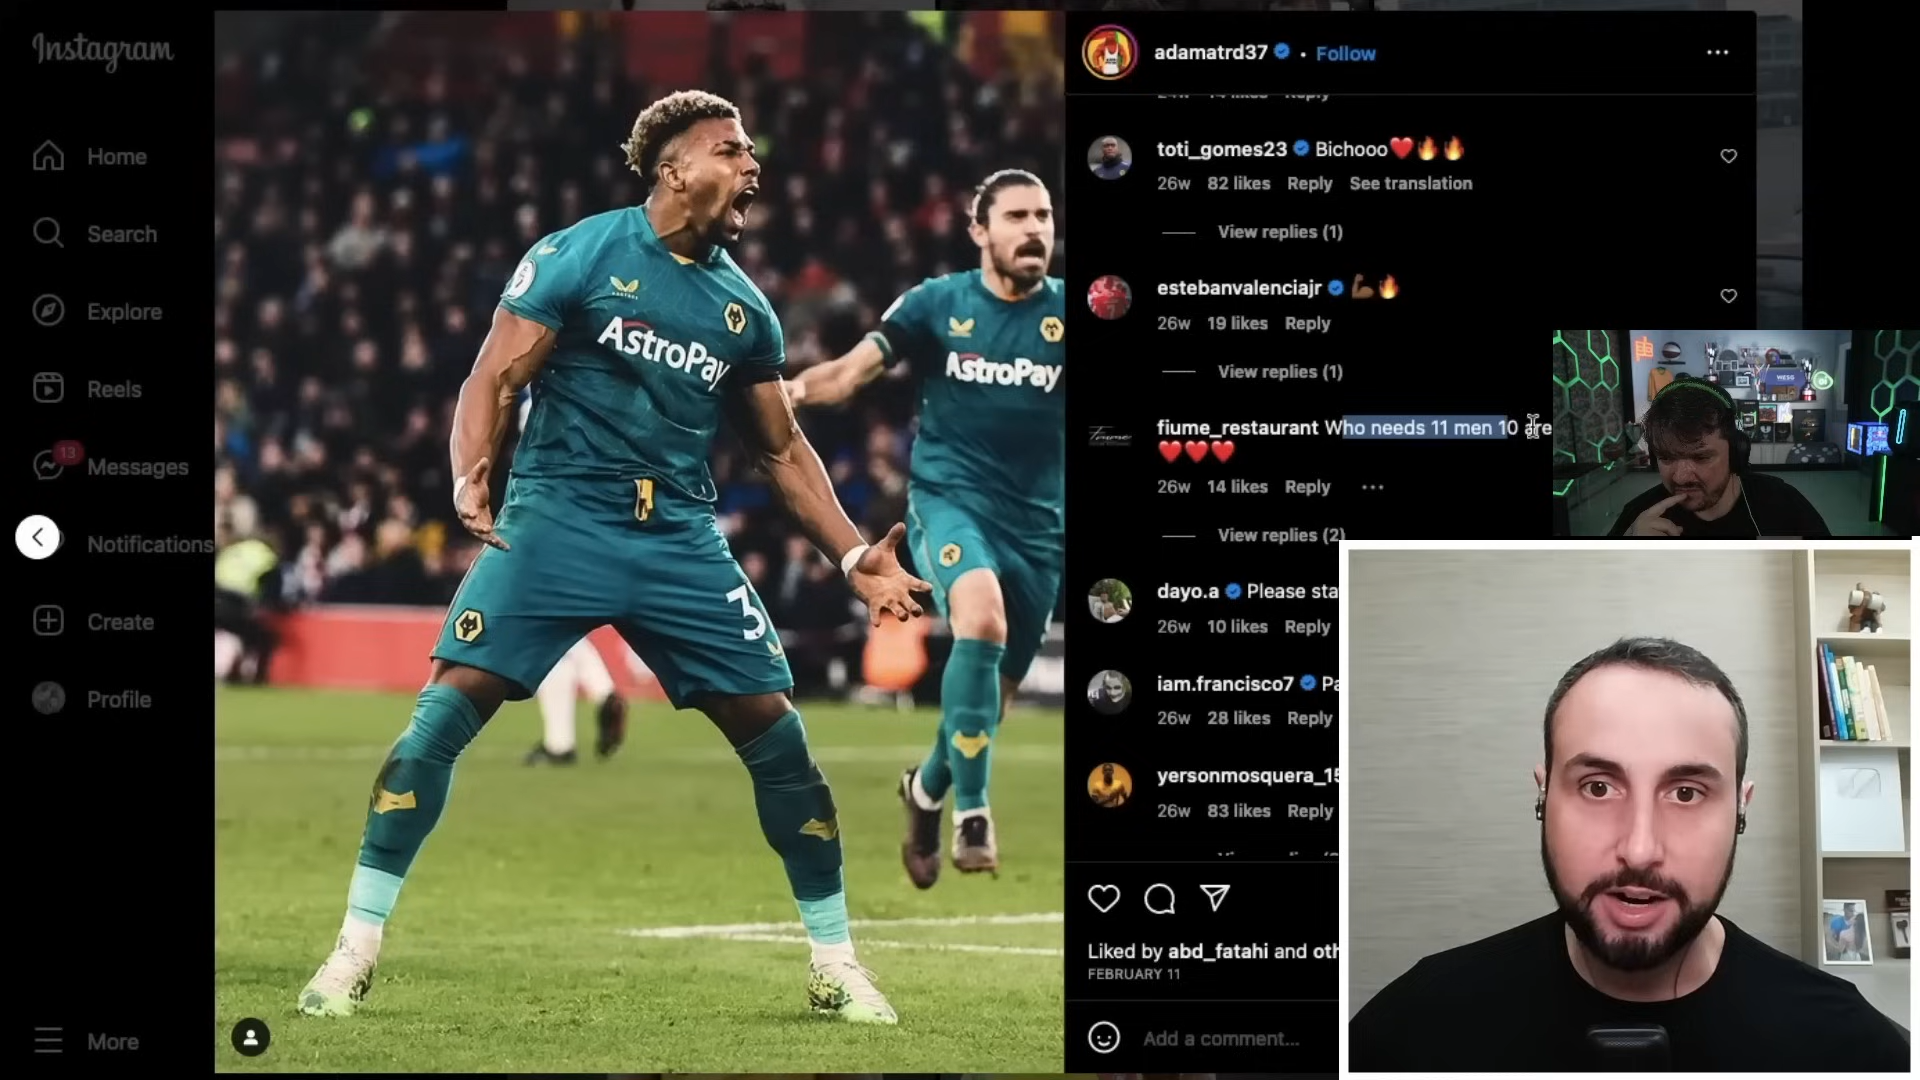 Instagram
Home
Search
Explore
Reels
13
Messages
Notifications
Create
Profile
More
AstroPay
AstroPay
3
adamatrd37 • Follow
Reply
toti_gomes23 Bichooo❤️🔥🔥
26w 82 likes Reply See translation
View replies (1)
estebanvalenciajr 💪🏾🔥
26w 19 likes Reply
View replies (1)
fiume_restaurant Who needs 11 men 10 are
❤️❤️❤️
26w 14 likes Reply
View replies (2)
dayo.a Please sta
26w 10 likes Reply
iam.francisco7 Pa
26w 28 likes Reply
yersonmosquera_15
26w 83 likes Reply
Liked by abd_fatahi and oth
FEBRUARY 11
Add a comment...